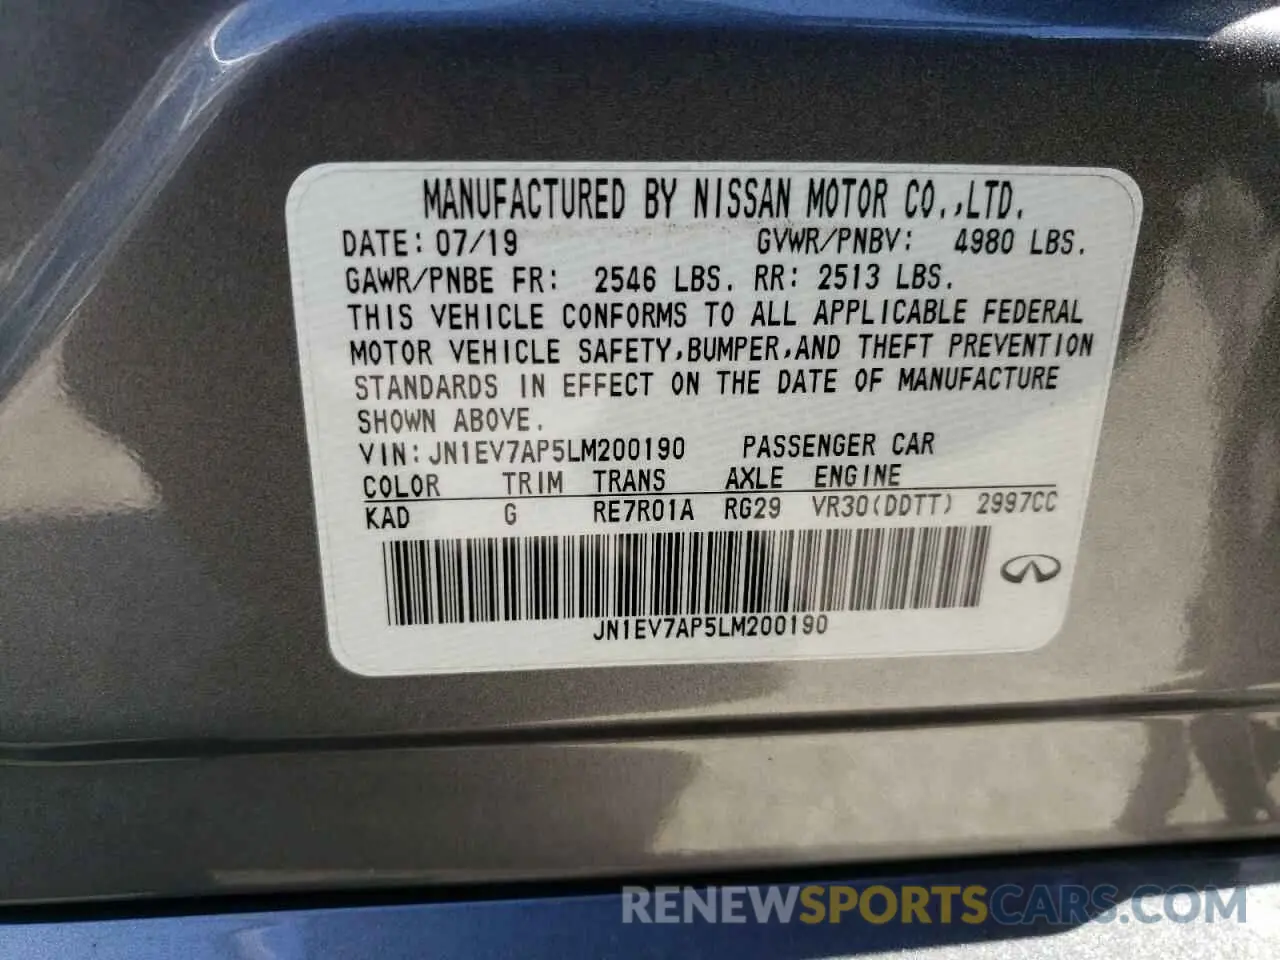 MANUFACTURED BY NISSAN MOTOR CO.,LTD.
DATE: 07/19 GVWR/PNBV: 4980 LBS.
GAWR/PNBE FR: 2546 LBS. RR: 2513 LBS.
THIS VEHICLE CONFORMS TO ALL APPLICABLE FEDERAL
MOTOR VEHICLE SAFETY,BUMPER,AND THEFT PREVENTION
STANDARDS IN EFFECT ON THE DATE OF MANUFACTURE
SHOWN ABOVE.
VIN:JN1EV7AP5LM200190 PASSENGER CAR
COLOR TRIM TRANS AXLE ENGINE
KAD G RE7R01A RG29 VR30(DDTT) 2997CC
JN1EV7AP5LM200190
RENEWSPORTSCARS.COM